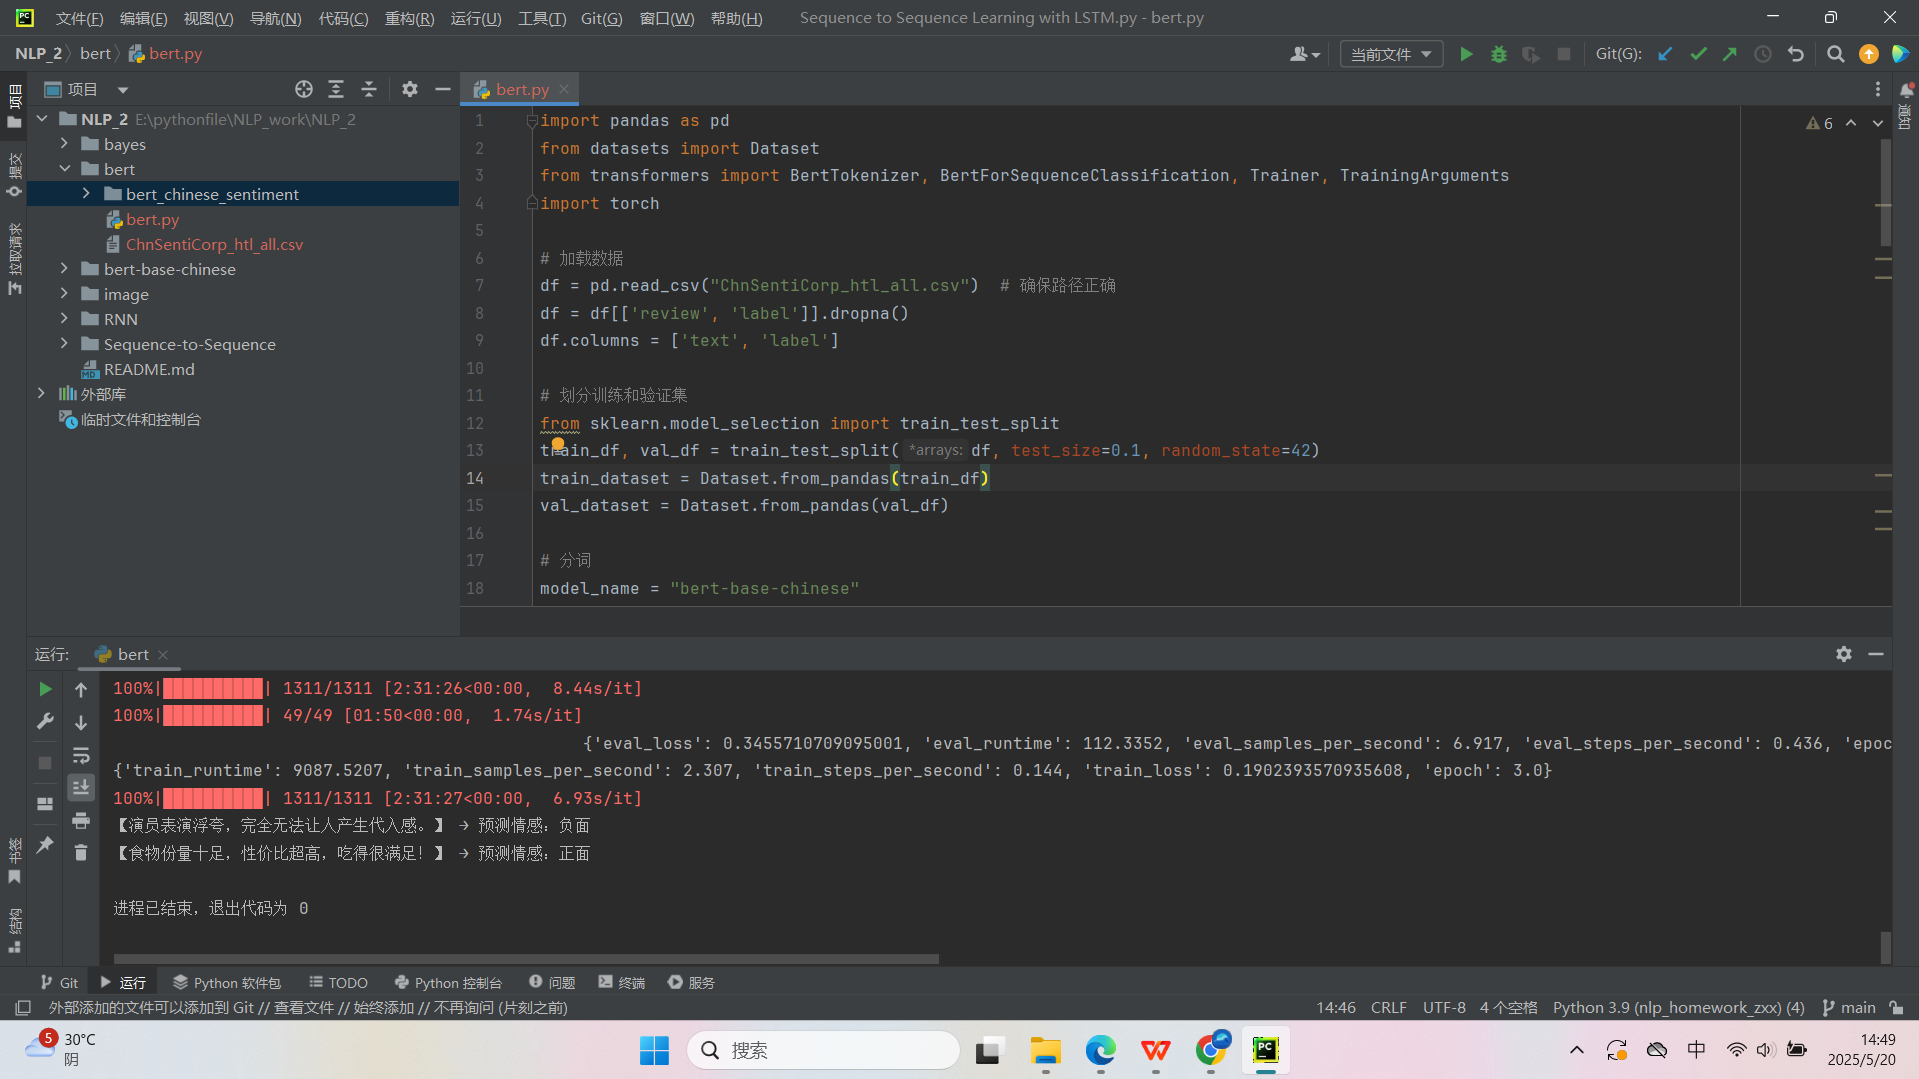 文件(F) 编辑(E) 视图(V) 导航(N) 代码(C) 重构(R) 运行(U) 工具(T) Git(G) 窗口(W) 帮助(H) Sequence to Sequence Learning with LSTM.py - bert.py
NLP_2 bert bert.py 当前文件 Git(G):
项目
bert.py
项目
提交
拉取请求
书签
结构
通知
NLP_2 E:\pythonfile\NLP_work\NLP_2
bayes
bert
bert_chinese_sentiment
bert.py
ChnSentiCorp_htl_all.csv
bert-base-chinese
image
RNN
Sequence-to-Sequence
README.md
外部库
临时文件和控制台
6
1 import pandas as pd
2 from datasets import Dataset
3 from transformers import BertTokenizer, BertForSequenceClassification, Trainer, TrainingArguments
4 import torch
5
6 # 加载数据
7 df = pd.read_csv("ChnSentiCorp_htl_all.csv")  # 确保路径正确
8 df = df[['review', 'label']].dropna()
9 df.columns = ['text', 'label']
10
11 # 划分训练和验证集
12 from sklearn.model_selection import train_test_split
13 train_df, val_df = train_test_split( *arrays: df, test_size=0.1, random_state=42)
14 train_dataset = Dataset.from_pandas(train_df)
15 val_dataset = Dataset.from_pandas(val_df)
16
17 # 分词
18 model_name = "bert-base-chinese"
运行: bert
100%|██████████| 1311/1311 [2:31:26<00:00,  8.44s/it]
100%|██████████| 49/49 [01:50<00:00,  1.74s/it]
{'eval_loss': 0.3455710709095001, 'eval_runtime': 112.3352, 'eval_samples_per_second': 6.917, 'eval_steps_per_second': 0.436, 'epoc
{'train_runtime': 9087.5207, 'train_samples_per_second': 2.307, 'train_steps_per_second': 0.144, 'train_loss': 0.1902393570935608, 'epoch': 3.0}
100%|██████████| 1311/1311 [2:31:27<00:00,  6.93s/it]
【演员表演浮夸，完全无法让人产生代入感。】 → 预测情感：负面
【食物份量十足，性价比超高，吃得很满足！】 → 预测情感：正面
进程已结束，退出代码为 0
Git 运行 Python 软件包 TODO Python 控制台 问题 终端 服务
外部添加的文件可以添加到 Git // 查看文件 // 始终添加 // 不再询问 (片刻之前) 14:46 CRLF UTF-8 4 个空格 Python 3.9 (nlp_homework_zxx) (4) main
5 30°C
阴
搜索
中
14:49
2025/5/20